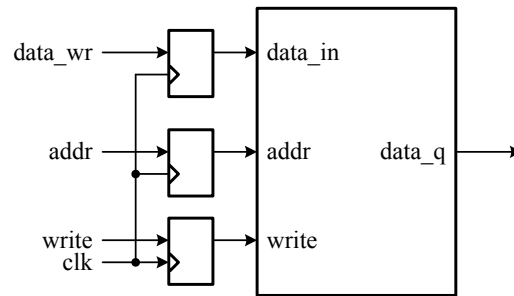 data_wr data_in
addr addr data_q
write write
clk